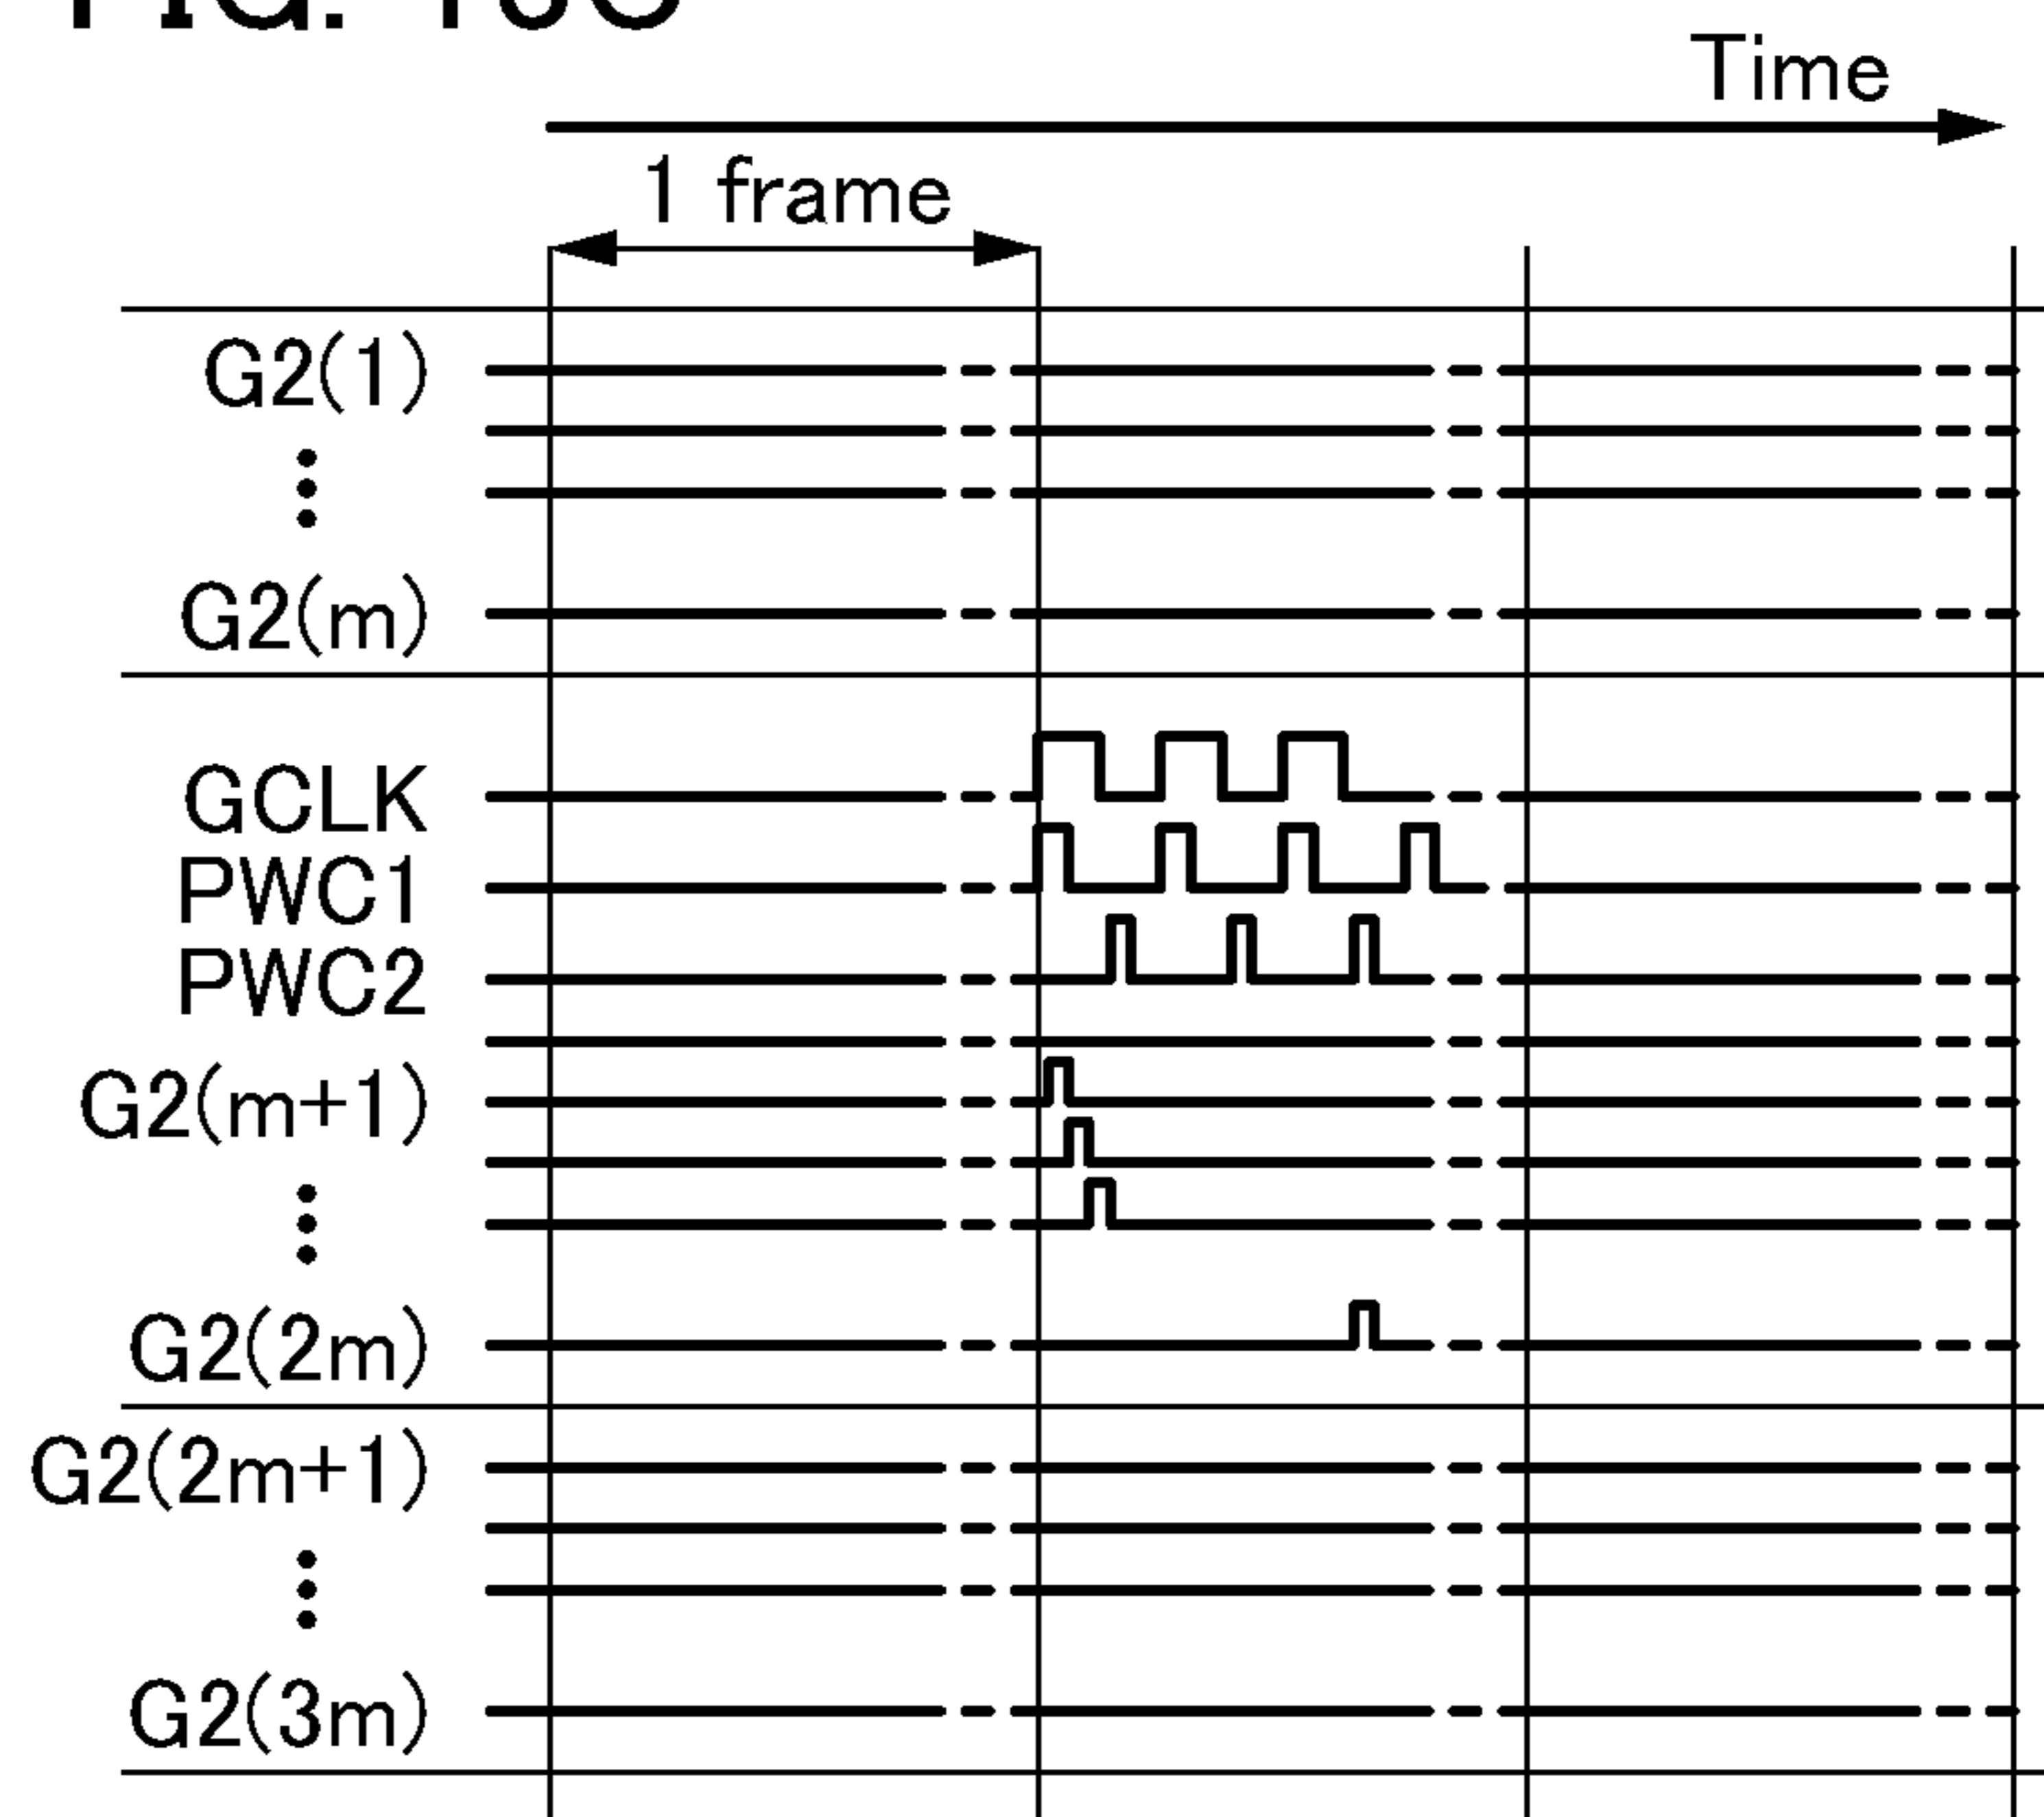 Time
1 frame
G2(1)
G2(m)
GCLK
PWC1
PWC2
G2(m+1)
G2(2m)
G2(2m+1)
G2(3m)